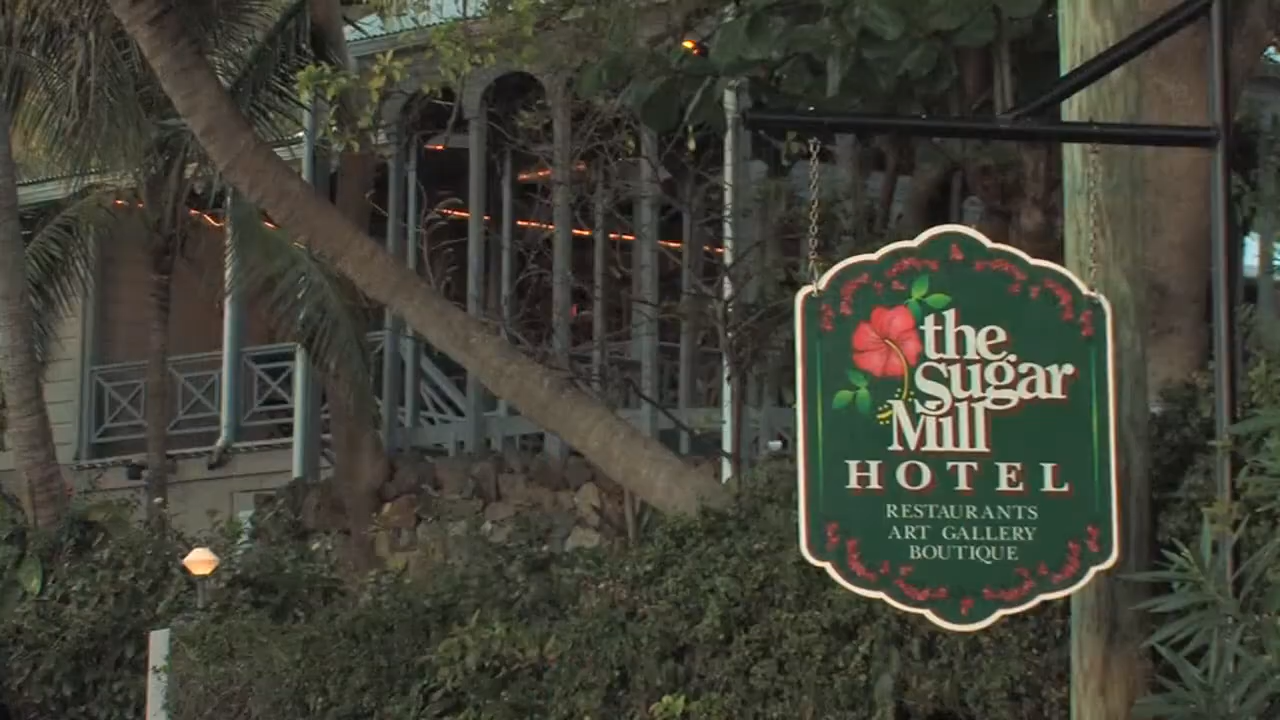 the
Sugar
Mill
HOTEL
RESTAURANTS
ART GALLERY
BOUTIQUE